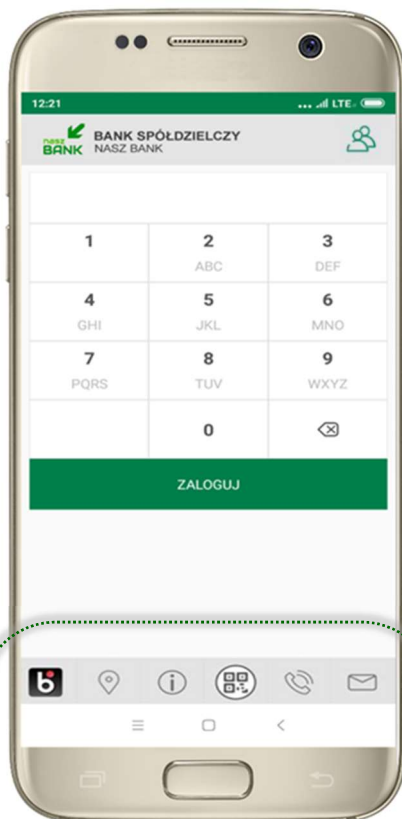 12:21
LTE
nasz
BANK
BANK SPÓŁDZIELCZY
NASZ BANK
1
2
3
ABC
DEF
4
5
6
GHI
JKL
MNO
7
8
9
PQRS
TUV
WXYZ
0
ZALOGUJ
b
i